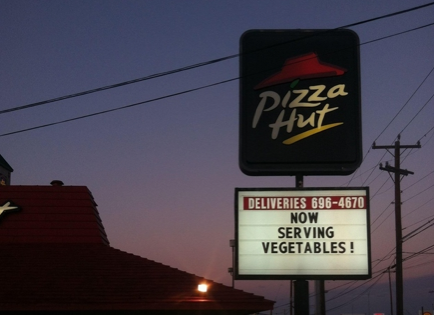 Pizza
Hut
DELIVERIES 696-4670
NOW
SERVING
VEGETABLES!